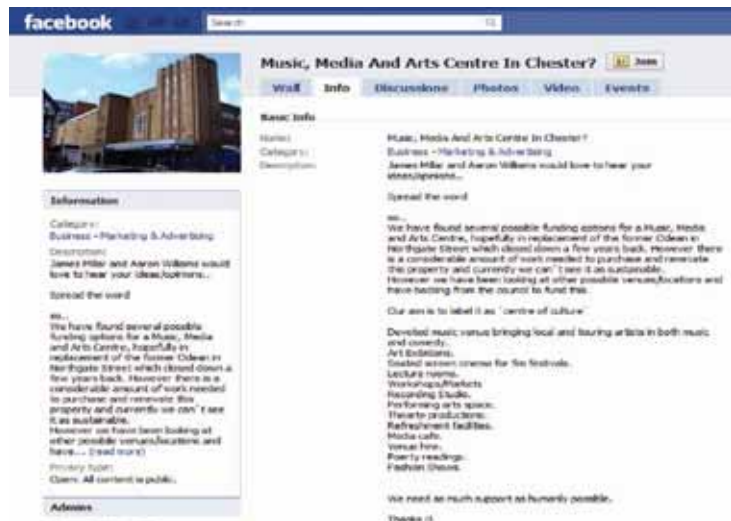 facebook
Search
Music, Media And Arts Centre In Chester?
Join
Wall Info Discussions Photos Video Events
Basic Info
Name: Music, Media And Arts Centre In Chester?
Category: Business - Marketing & Advertising
Description: James Millar and Aaron Williams would love to hear your
ideas/opinions..
Spread the word
so..
We have found several possible funding options for a Music, Media
and Arts Centre, hopefully in replacement of the former Odeon in
Northgate Street which closed down a few years back. However there
is a considerable amount of work needed to purchase and renovate
this property and currently we can`t see it as sustainable.
However we have been looking at other possible venues/locations and
have backing from the council to fund this.
Our aim is to label it as `centre of culture`
Devoted music venue bringing local and touring artists in both music
and comedy.
Art Exibitions.
Seated screen cinema for film festivals.
Lecture rooms.
Workshops/Markets
Recording Studio.
Performing arts space.
Theatre productions.
Refreshment facilities.
Media cafe.
Venue hire.
Poerty readings.
Fashion Shows.
We need as much support as humanly possible.
Thanks :)
Information
Category:
Business - Marketing & Advertising
Description:
James Millar and Aaron Williams would
love to hear your ideas/opinions..
Spread the word
so..
We have found several possible
funding options for a Music, Media
and Arts Centre, hopefully in
replacement of the former Odeon in
Northgate Street which closed down a
few years back. However there is a
considerable amount of work needed
to purchase and renovate this
property and currently we can`t see
it as sustainable.
However we have been looking at
other possible venues/locations and
have... (read more)
Privacy Type:
Open: All content is public.
Admins